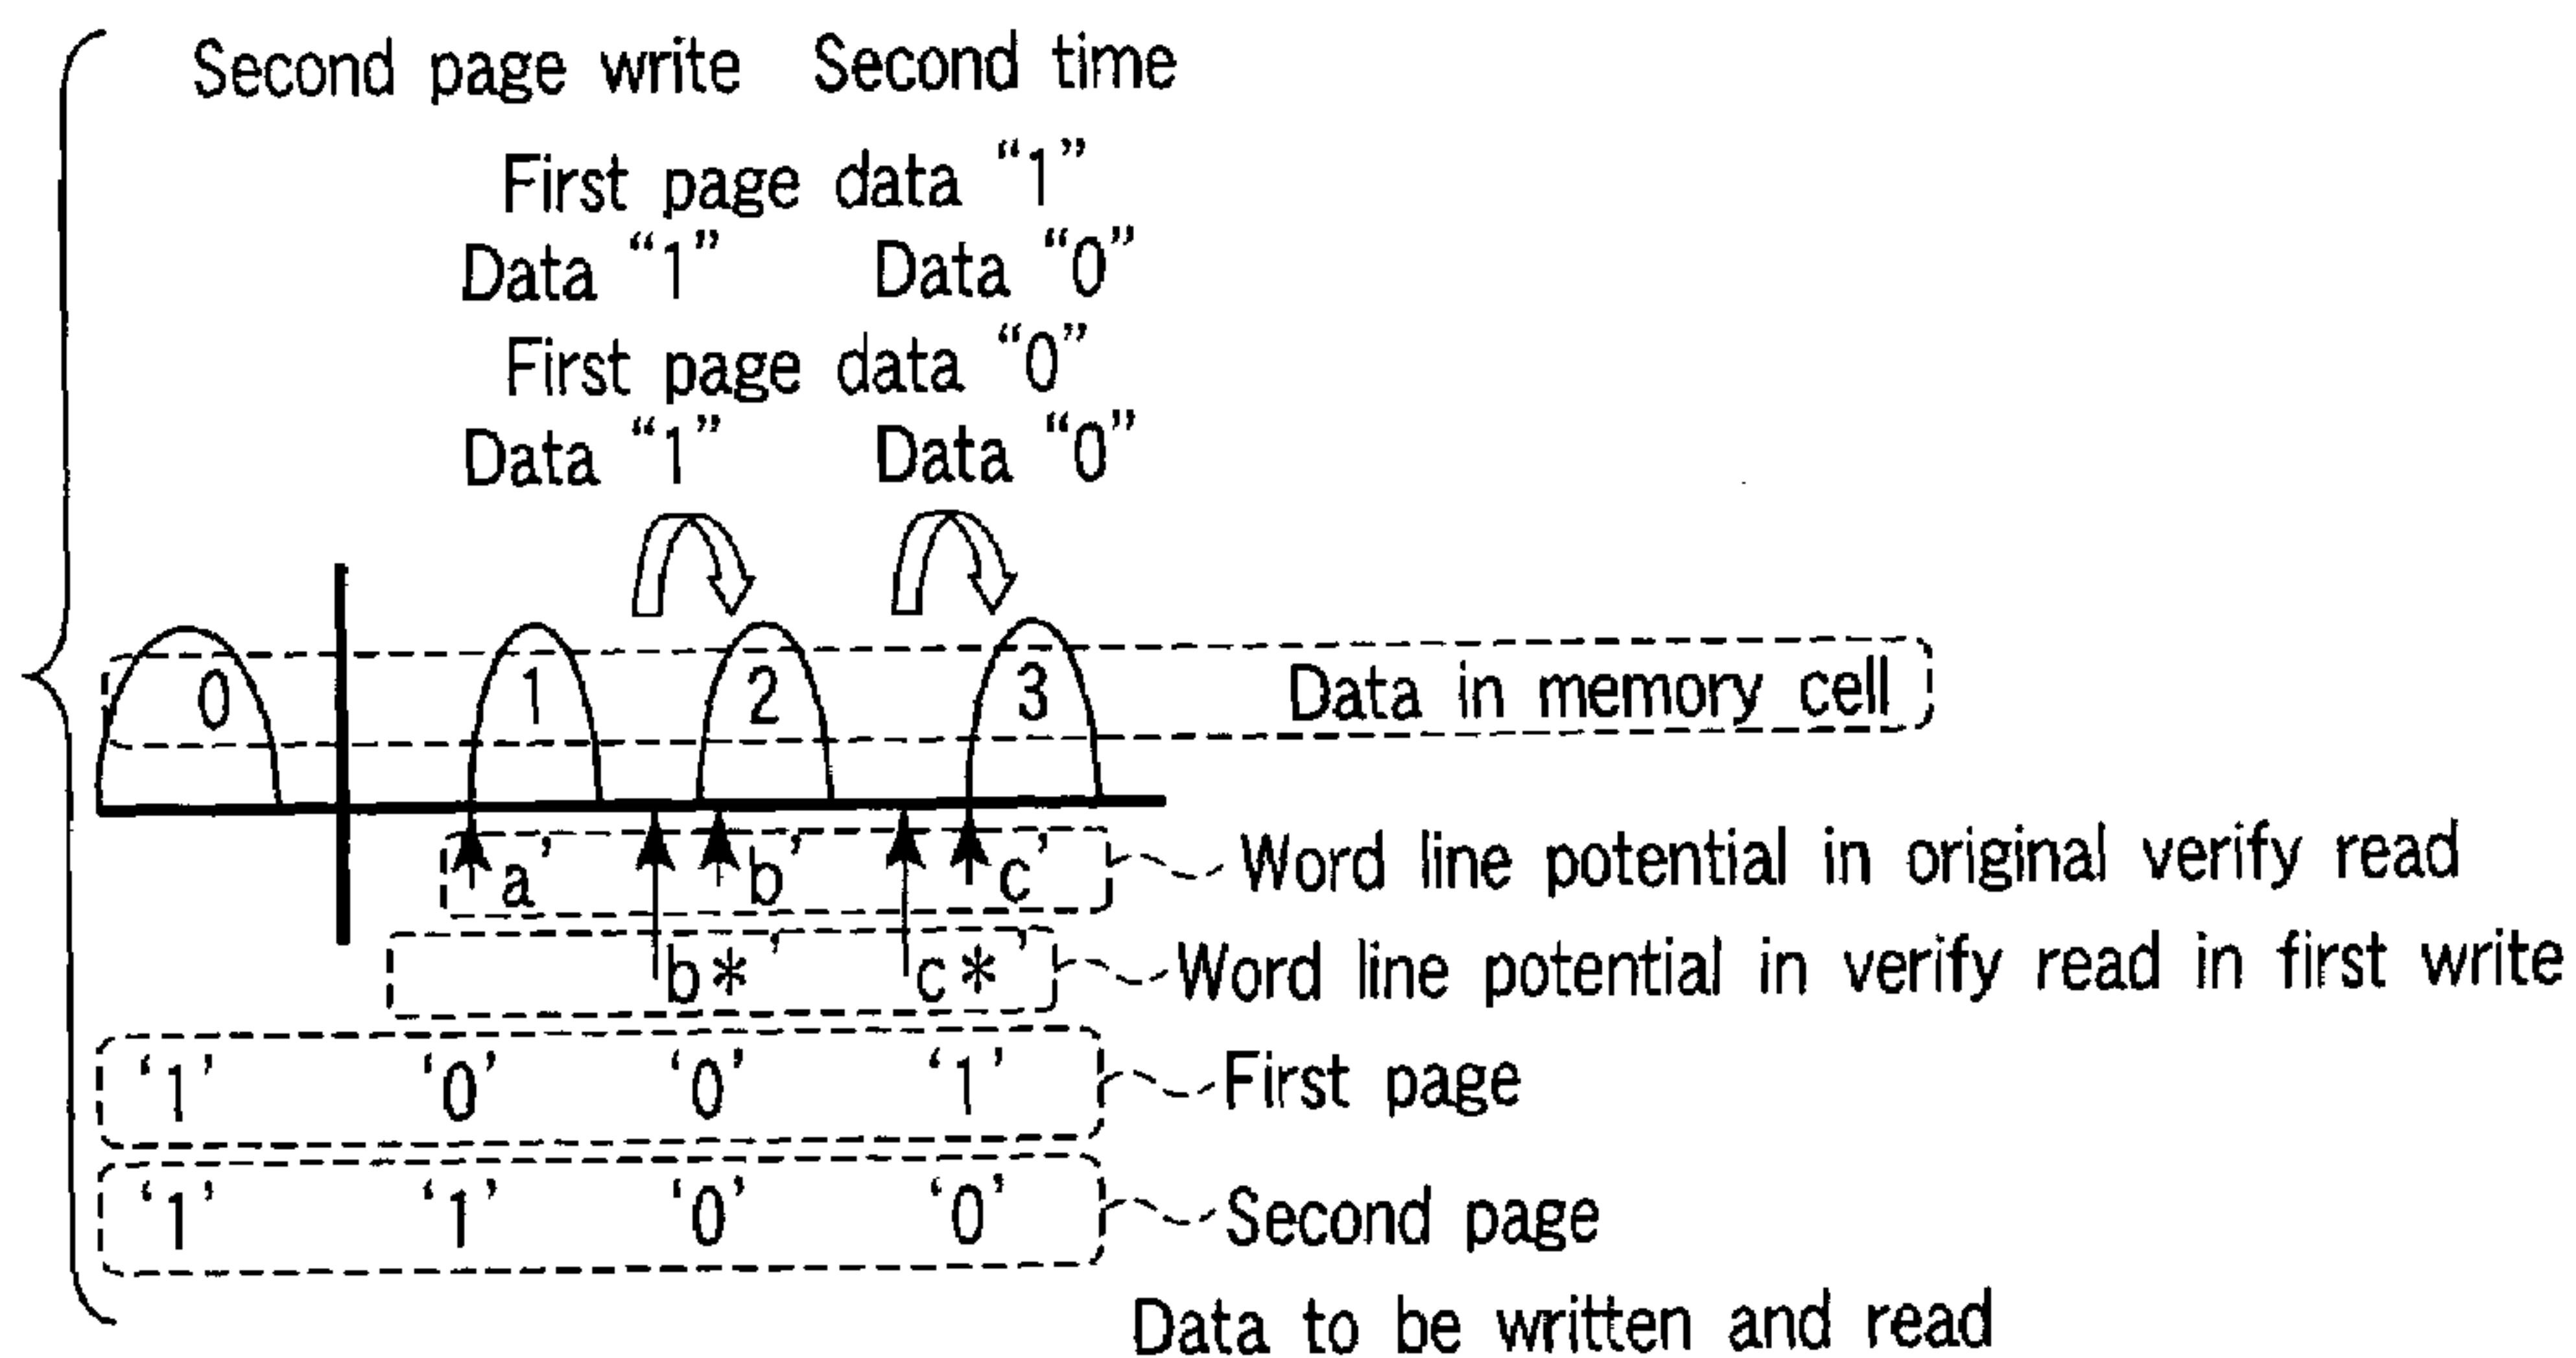 Second page write Second time
First page data “1”
Data “1” Data “0”
First page data “0”
Data “1” Data “0”
0 1 2 3 Data in memory cell
a’ b’ c’ Word line potential in original verify read
b*’ c*’ Word line potential in verify read in first write
‘1’ ‘0’ ‘0’ ‘1’ First page
‘1’ ‘1’ ‘0’ ‘0’ Second page
Data to be written and read